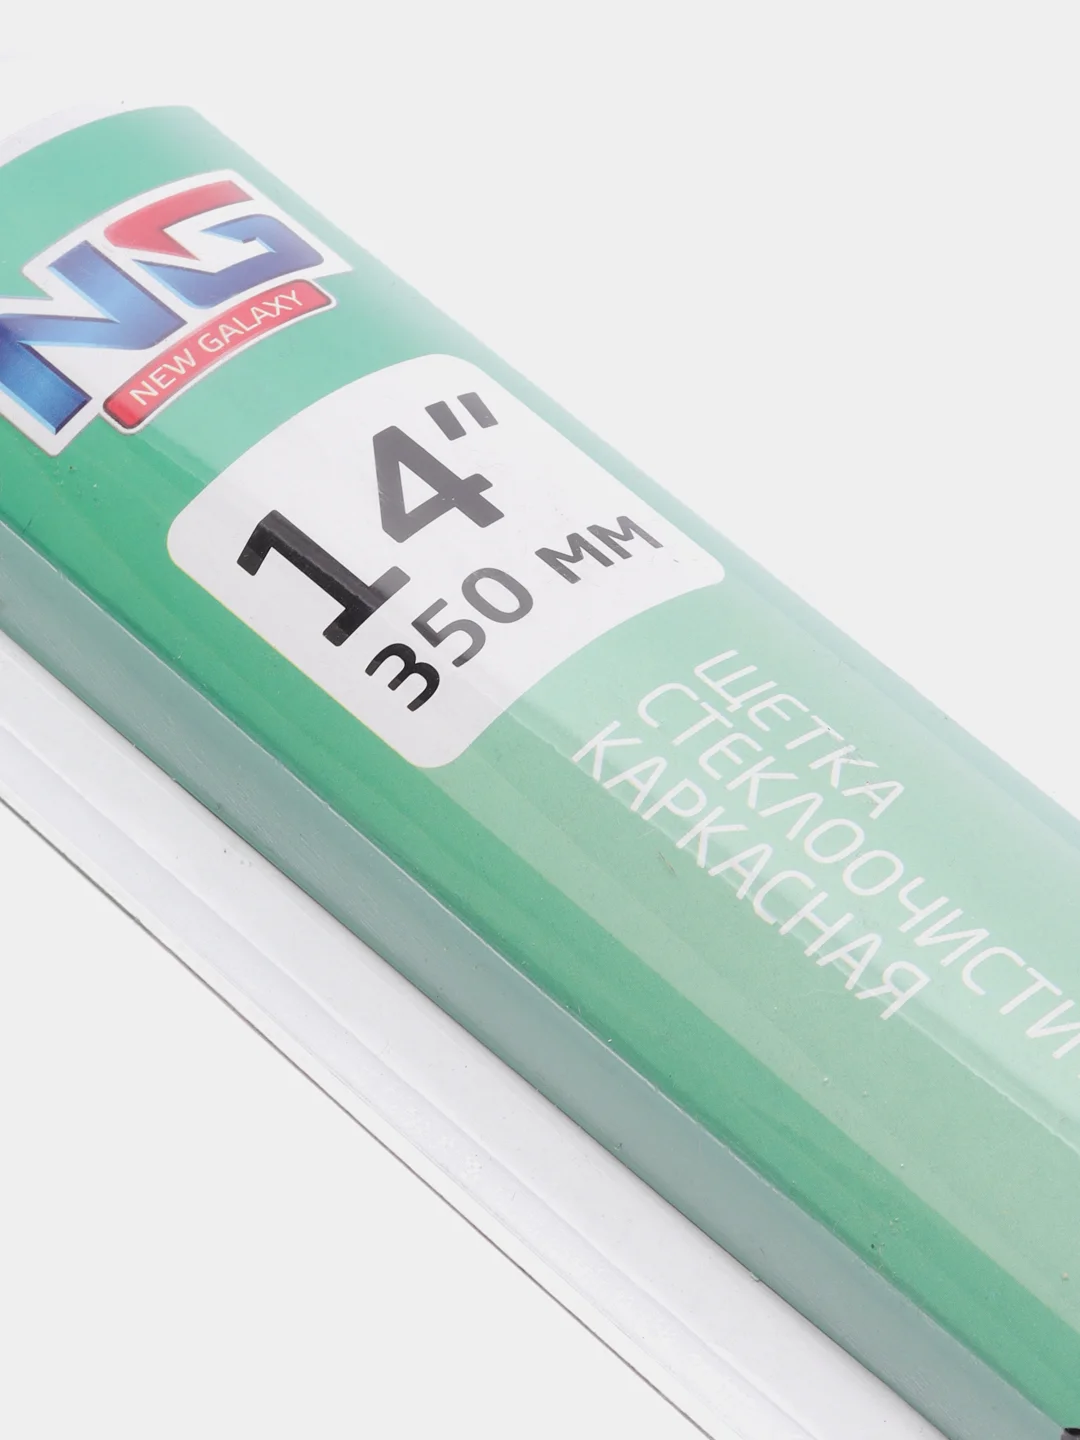 NG
NEW GALAXY
14"
350 мм
ЩЕТКА
СТЕКЛООЧИСТИ
КАРКАСНАЯ